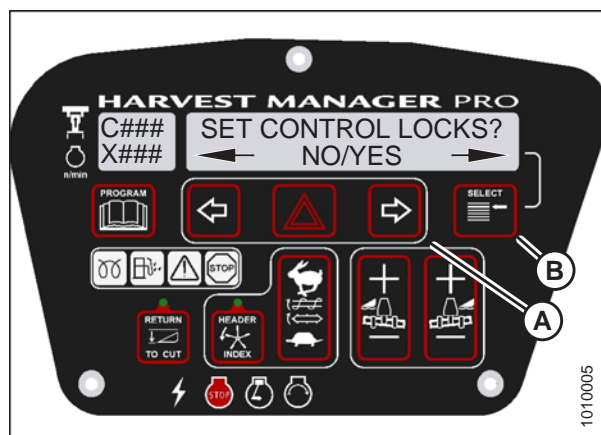 HARVEST MANAGER PRO
C###
X###
SET CONTROL LOCKS?
NO/YES
n/min
PROGRAM
SELECT
STOP
B
A
RETURN
TO CUT
HEADER
INDEX
STOP
1010005